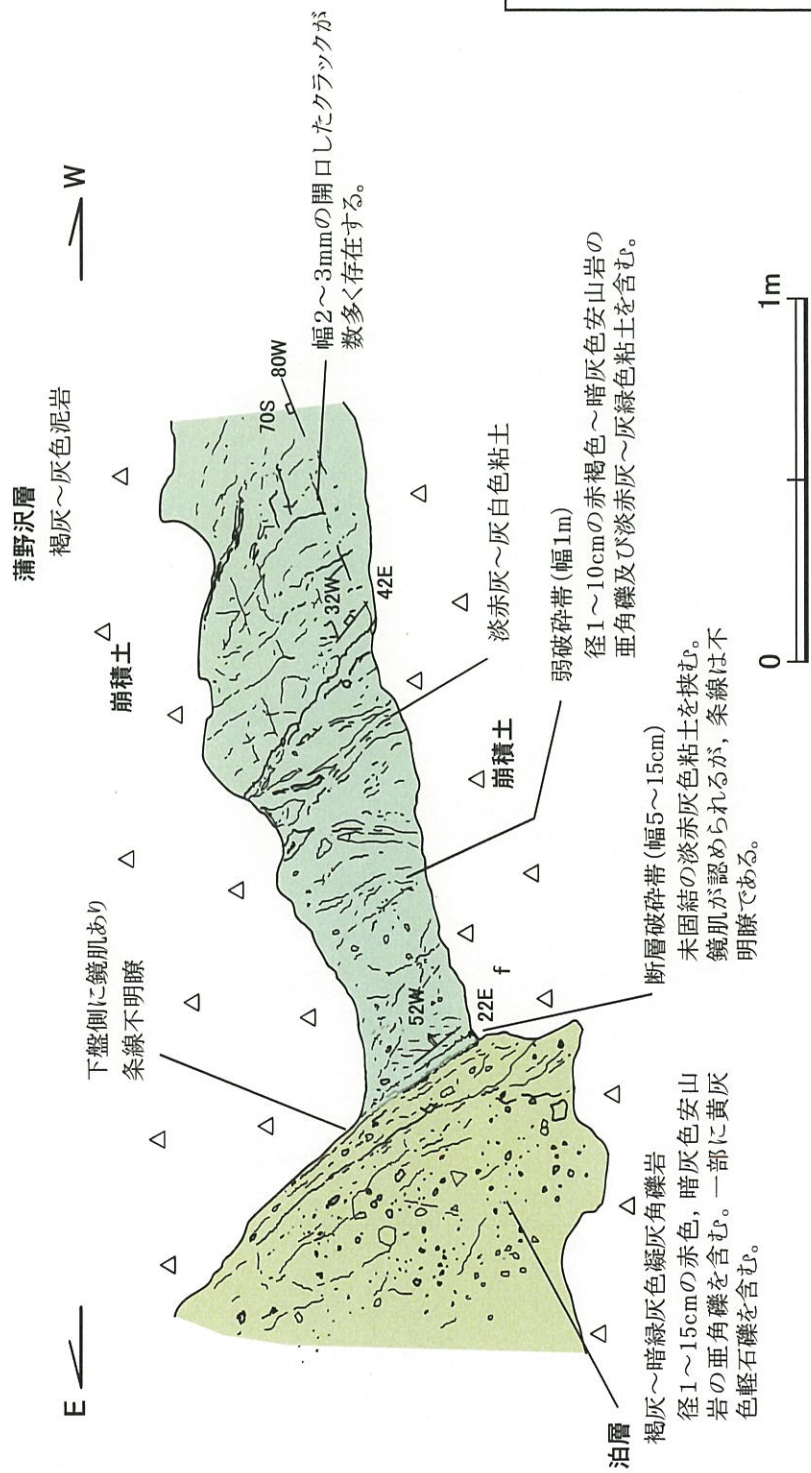 E
W
蒲野沢層
褐灰～灰色泥岩
崩積土
下盤側に鏡肌あり
条線不明瞭
70S
80W
幅2～3mmの開口したクラックが
数多く存在する。
32W
42E
淡赤灰～灰白色粘土
弱破砕帯(幅1m)
径1～10cmの赤褐色～暗灰色安山岩の
亜角礫及び淡赤灰～灰緑色粘土を含む。
52W
22E
f
崩積土
断層破砕帯(幅5～15cm)
未固結の淡赤灰色粘土を挟む。
鏡肌が認められるが，条線は不
明瞭である。
泊層
褐灰～暗緑灰色凝灰角礫岩
径1～15cmの赤色，暗灰色安山
岩の亜角礫を含む。一部に黄灰
色軽石礫を含む。
0
1m